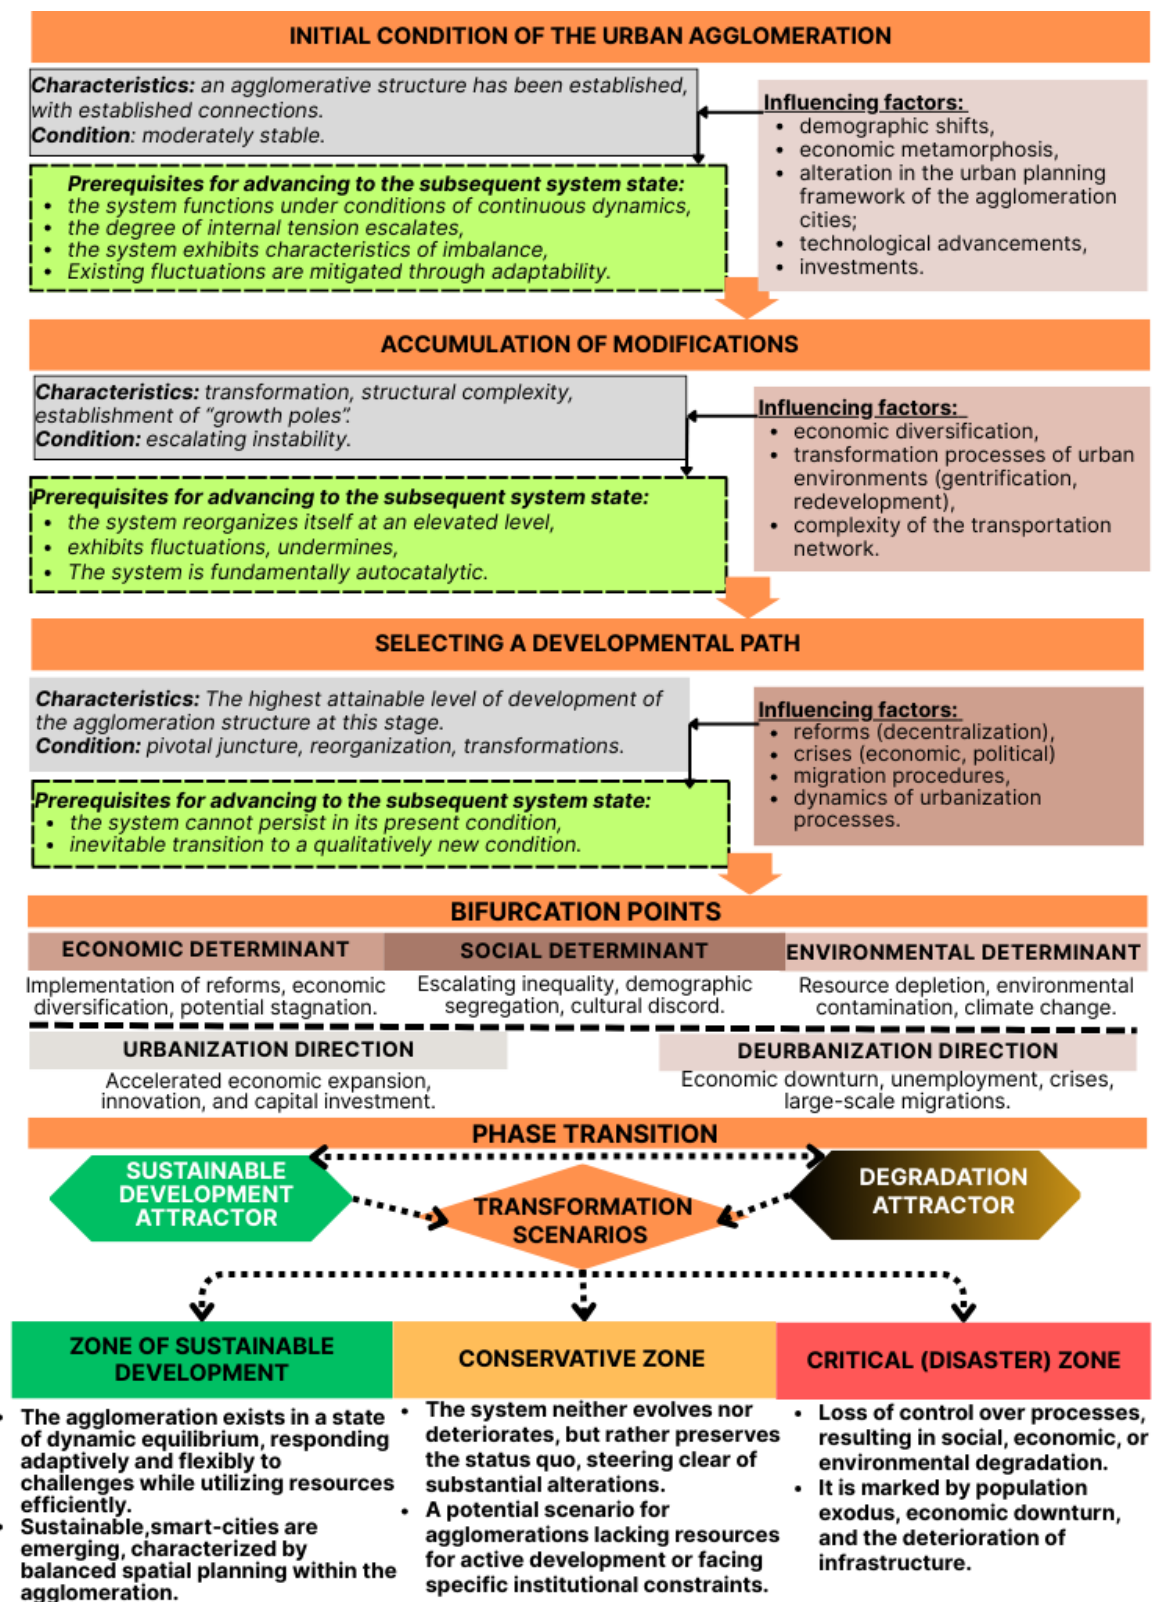 INITIAL CONDITION OF THE URBAN AGGLOMERATION
Characteristics: an agglomerative structure has been established,
with established connections.
Condition: moderately stable.
Influencing factors:
• demographic shifts,
• economic metamorphosis,
• alteration in the urban planning
framework of the agglomeration
cities;
• technological advancements,
• investments.
Prerequisites for advancing to the subsequent system state:
• the system functions under conditions of continuous dynamics,
• the degree of internal tension escalates,
• the system exhibits characteristics of imbalance,
• Existing fluctuations are mitigated through adaptability.
ACCUMULATION OF MODIFICATIONS
Characteristics: transformation, structural complexity,
establishment of “growth poles”.
Condition: escalating instability.
Influencing factors:
• economic diversification,
• transformation processes of urban
environments (gentrification,
redevelopment),
• complexity of the transportation
network.
Prerequisites for advancing to the subsequent system state:
• the system reorganizes itself at an elevated level,
• exhibits fluctuations, undermines,
• The system is fundamentally autocatalytic.
SELECTING A DEVELOPMENTAL PATH
Characteristics: The highest attainable level of development of
the agglomeration structure at this stage.
Condition: pivotal juncture, reorganization, transformations.
Influencing factors:
• reforms (decentralization),
• crises (economic, political)
• migration procedures,
• dynamics of urbanization
processes.
Prerequisites for advancing to the subsequent system state:
• the system cannot persist in its present condition,
• inevitable transition to a qualitatively new condition.
BIFURCATION POINTS
ECONOMIC DETERMINANT
Implementation of reforms, economic
diversification, potential stagnation.
SOCIAL DETERMINANT
Escalating inequality, demographic
segregation, cultural discord.
ENVIRONMENTAL DETERMINANT
Resource depletion, environmental
contamination, climate change.
URBANIZATION DIRECTION
Accelerated economic expansion,
innovation, and capital investment.
DEURBANIZATION DIRECTION
Economic downturn, unemployment, crises,
large-scale migrations.
PHASE TRANSITION
SUSTAINABLE
DEVELOPMENT
ATTRACTOR
TRANSFORMATION
SCENARIOS
DEGRADATION
ATTRACTOR
ZONE OF SUSTAINABLE
DEVELOPMENT
• The agglomeration exists in a state
of dynamic equilibrium, responding
adaptively and flexibly to
challenges while utilizing resources
efficiently.
• Sustainable,smart-cities are
emerging, characterized by
balanced spatial planning within the
agglomeration.
CONSERVATIVE ZONE
• The system neither evolves nor
deteriorates, but rather preserves
the status quo, steering clear of
substantial alterations.
• A potential scenario for
agglomerations lacking resources
for active development or facing
specific institutional constraints.
CRITICAL (DISASTER) ZONE
• Loss of control over processes,
resulting in social, economic, or
environmental degradation.
• It is marked by population
exodus, economic downturn,
and the deterioration of
infrastructure.